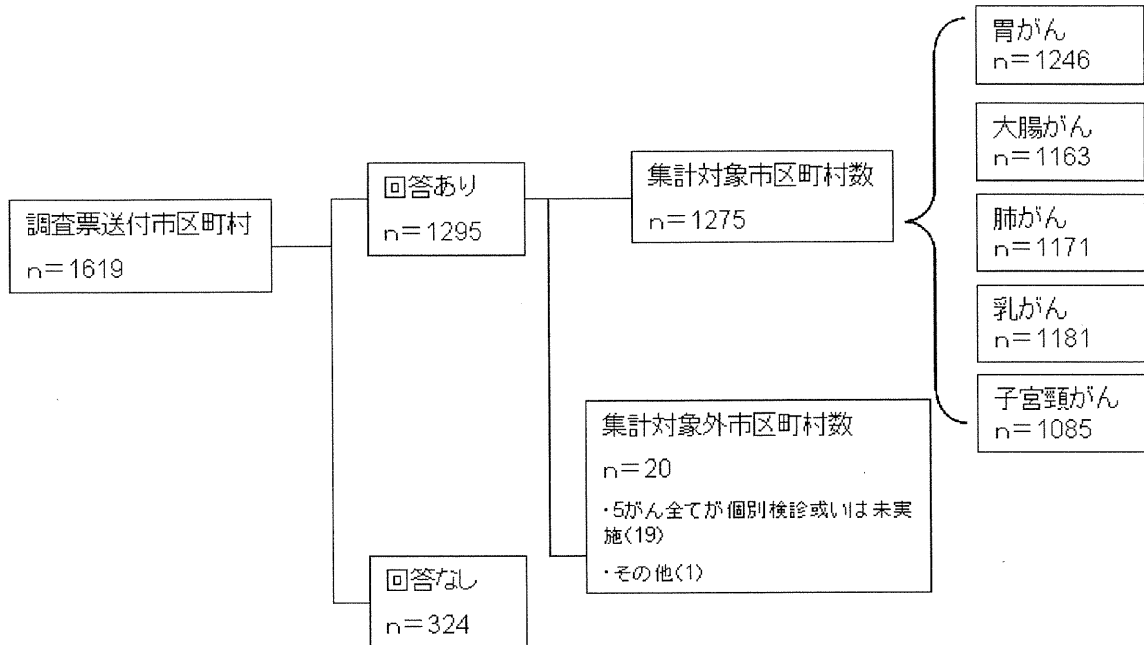 調査票送付市区町村
n=1619
回答あり
n=1295
回答なし
n=324
集計対象市区町村数
n=1275
集計対象外市区町村数
n=20
・5がん全てが個別検診或いは未実
施(19)
・その他(1)
胃がん
n=1246
大腸がん
n=1163
肺がん
n=1171
乳がん
n=1181
子宮頸がん
n=1085